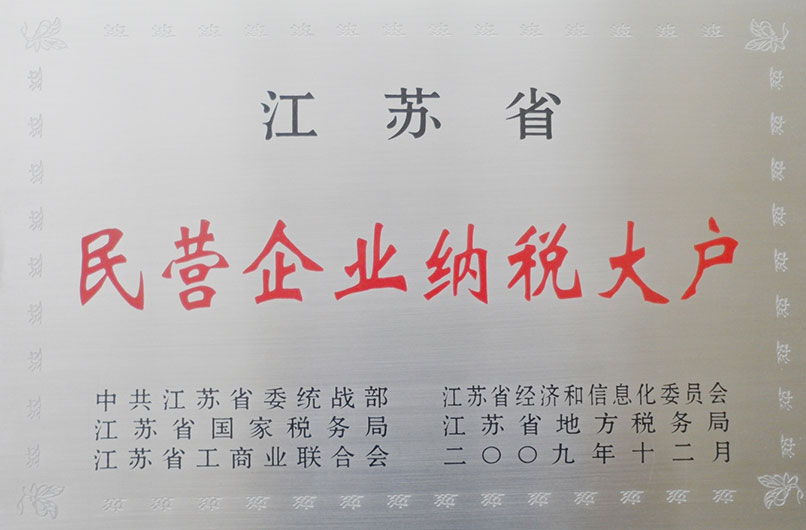 江苏省
民营企业纳税大户
中共江苏省委统战部
江苏省国家税务局
江苏省工商业联合会
江苏省经济和信息化委员会
江苏省地方税务局
二〇〇九年十二月